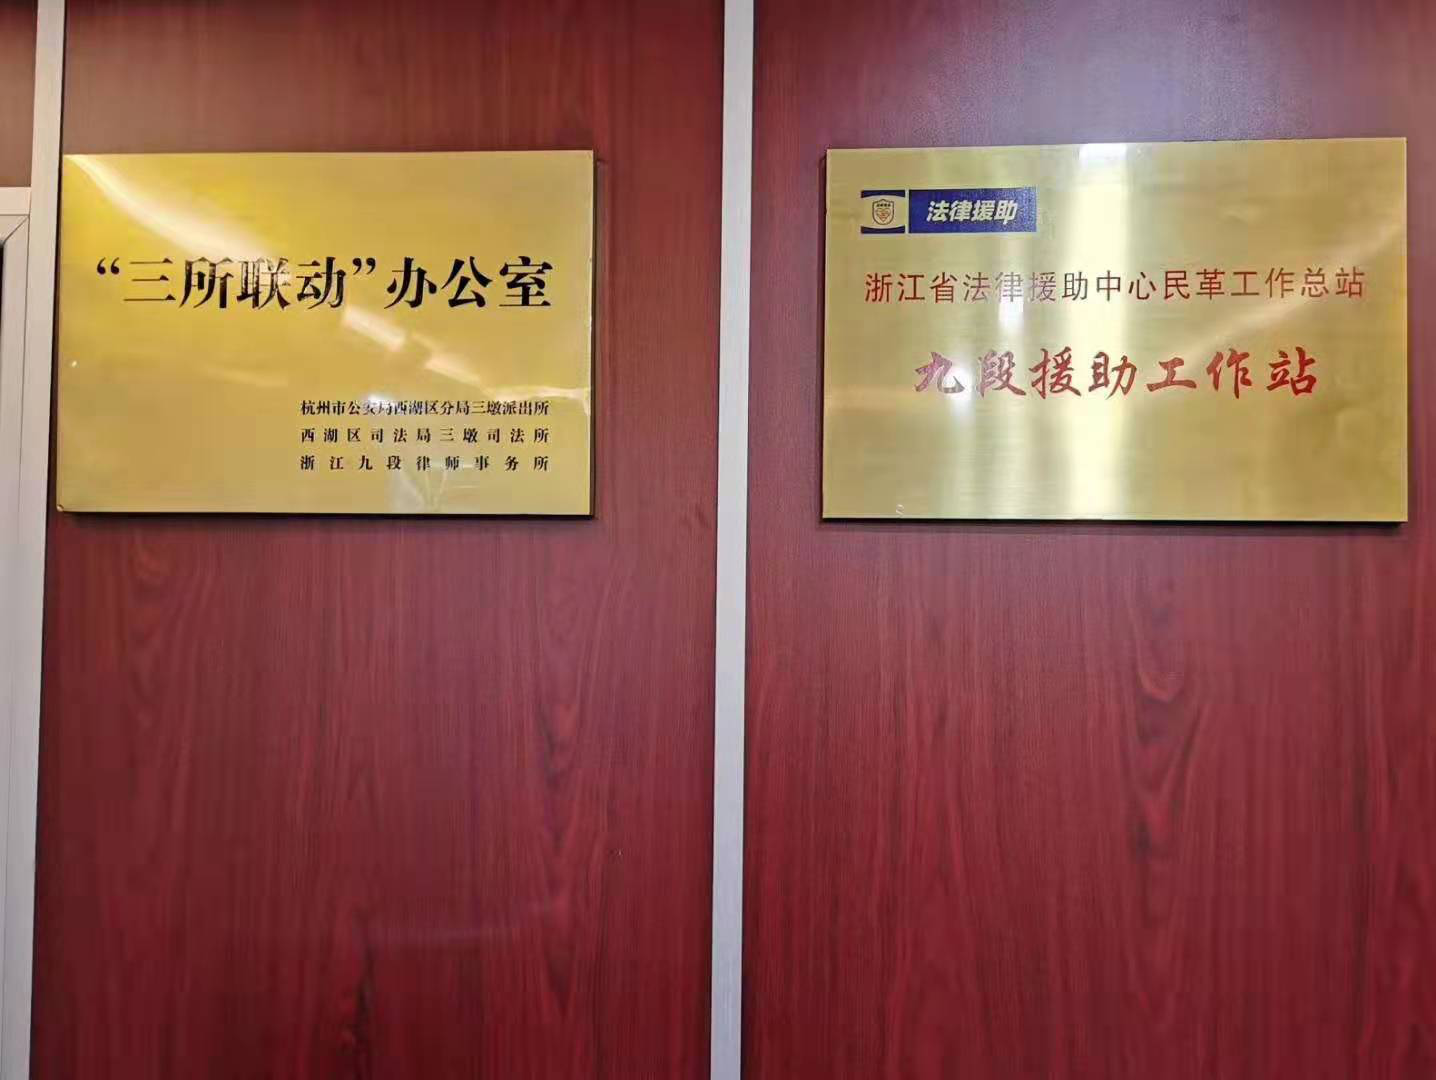 “三所联动”办公室
杭州市公安局西湖区分局三墩派出所
西湖区司法局三墩司法所
浙江九段律师事务所
法律援助
浙江省法律援助中心民革工作总站
九段援助工作站